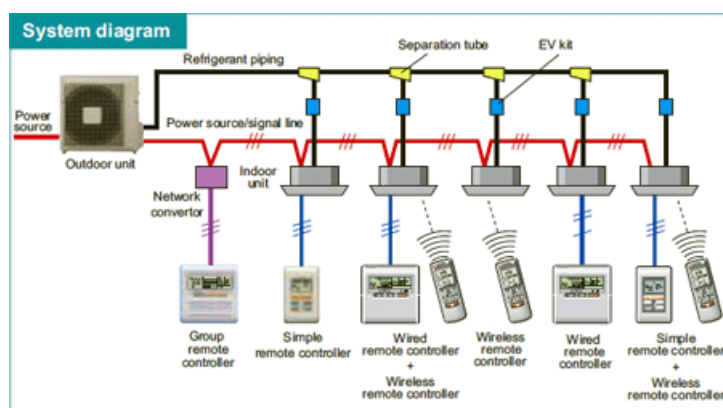 System diagram
Separation tube
EV kit
Refrigerant piping
Power
source
Power source/signal line
Outdoor unit
Indoor
unit
Network
convertor
Group
remote
controller
Simple
remote controller
Wired
remote controller
+
Wireless
remote controller
Wireless
remote
controller
Wired
remote
controller
Simple
remote controller
+
Wireless
remote controller